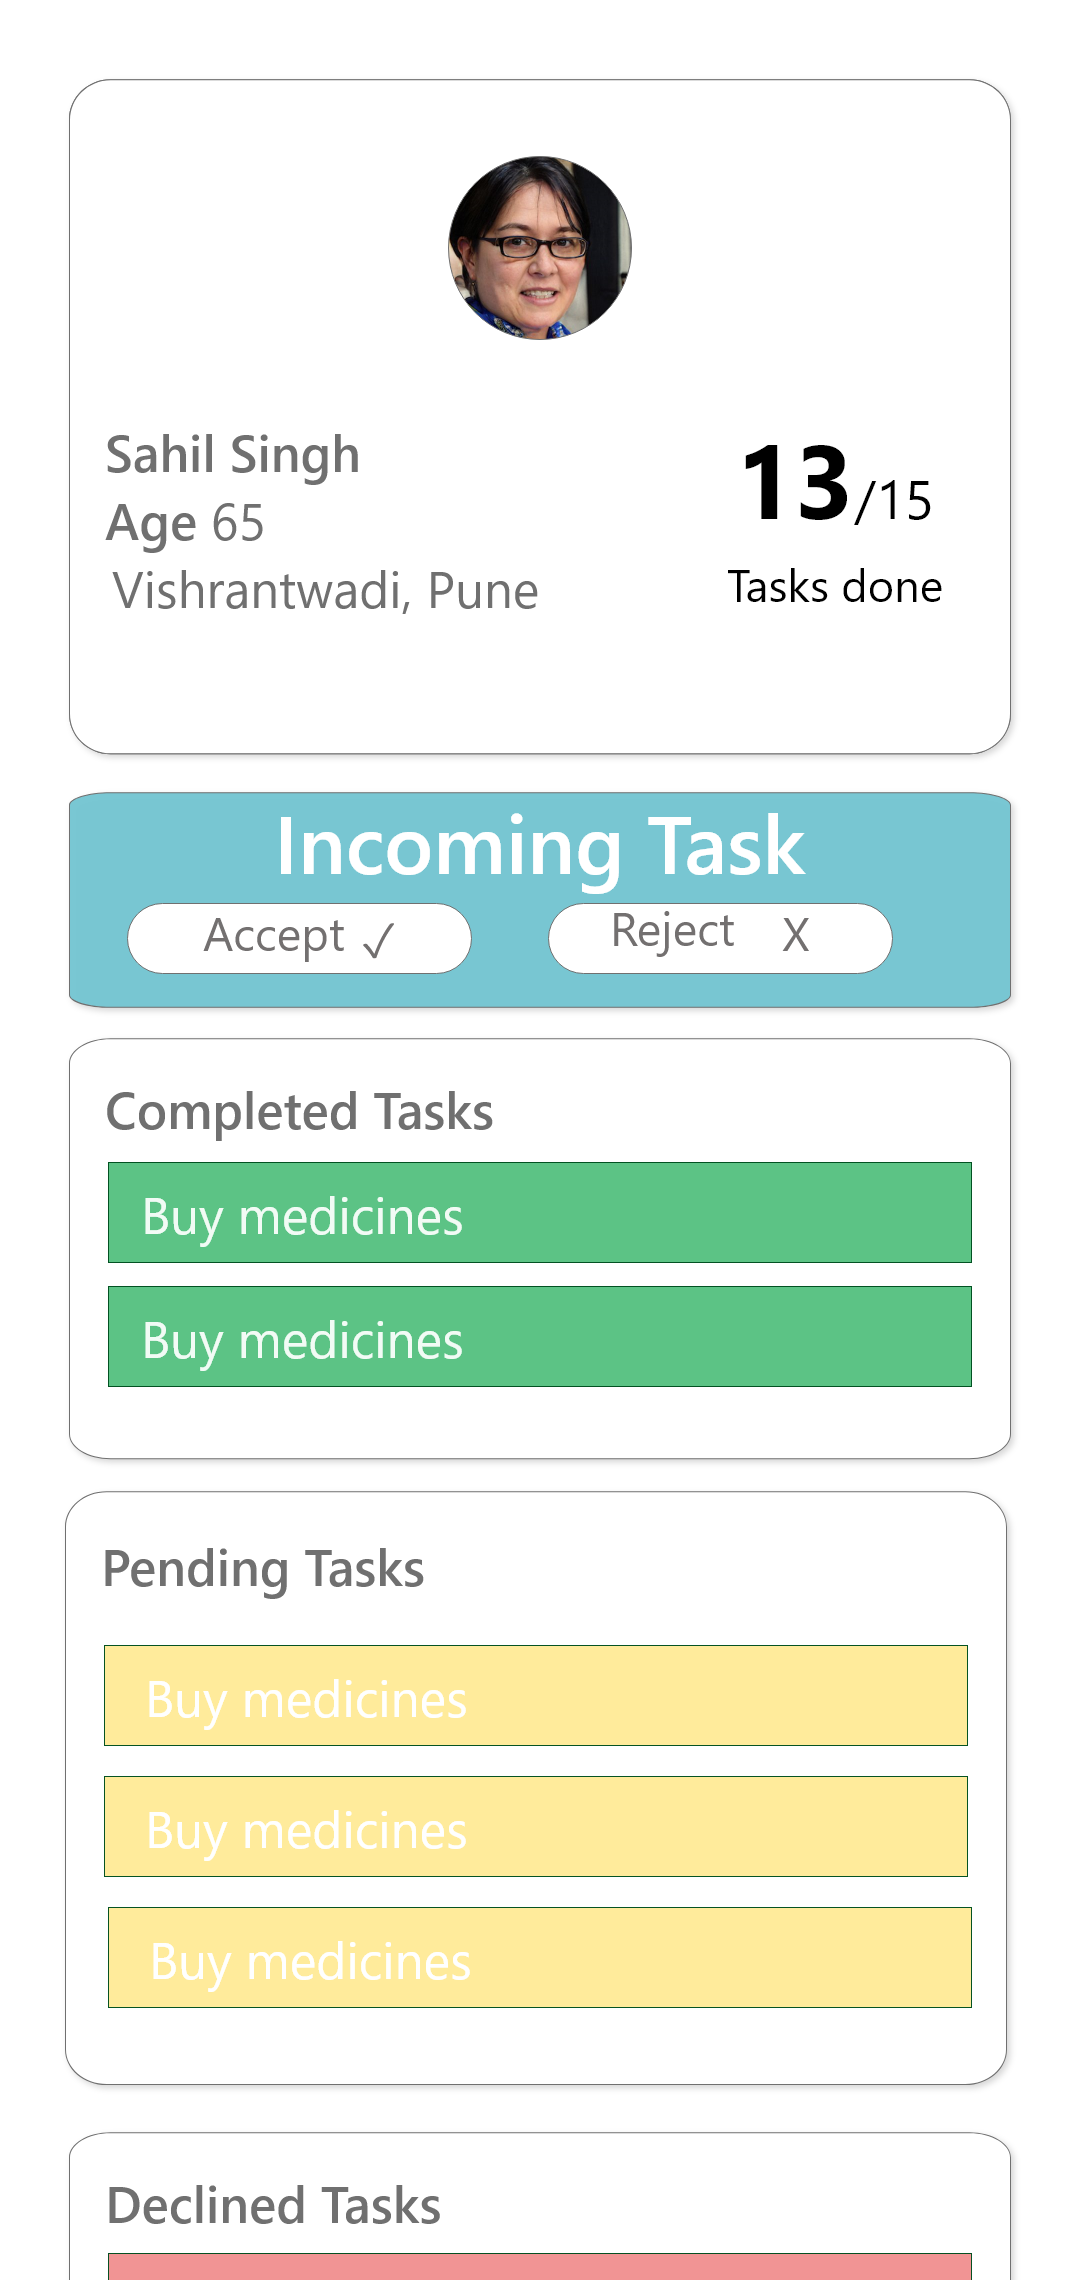 Sahil Singh
Age 65
Vishrantwadi, Pune
13/15
Tasks done
Incoming Task
Accept ✓
Reject X
Completed Tasks
Buy medicines
Buy medicines
Pending Tasks
Buy medicines
Buy medicines
Buy medicines
Declined Tasks